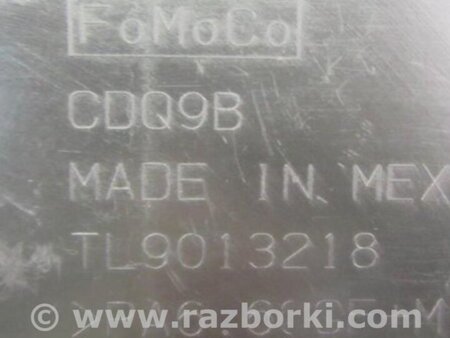 FoMoCo
CDQ9B
MADE IN MEX
TL9013218
© www.razborki.com